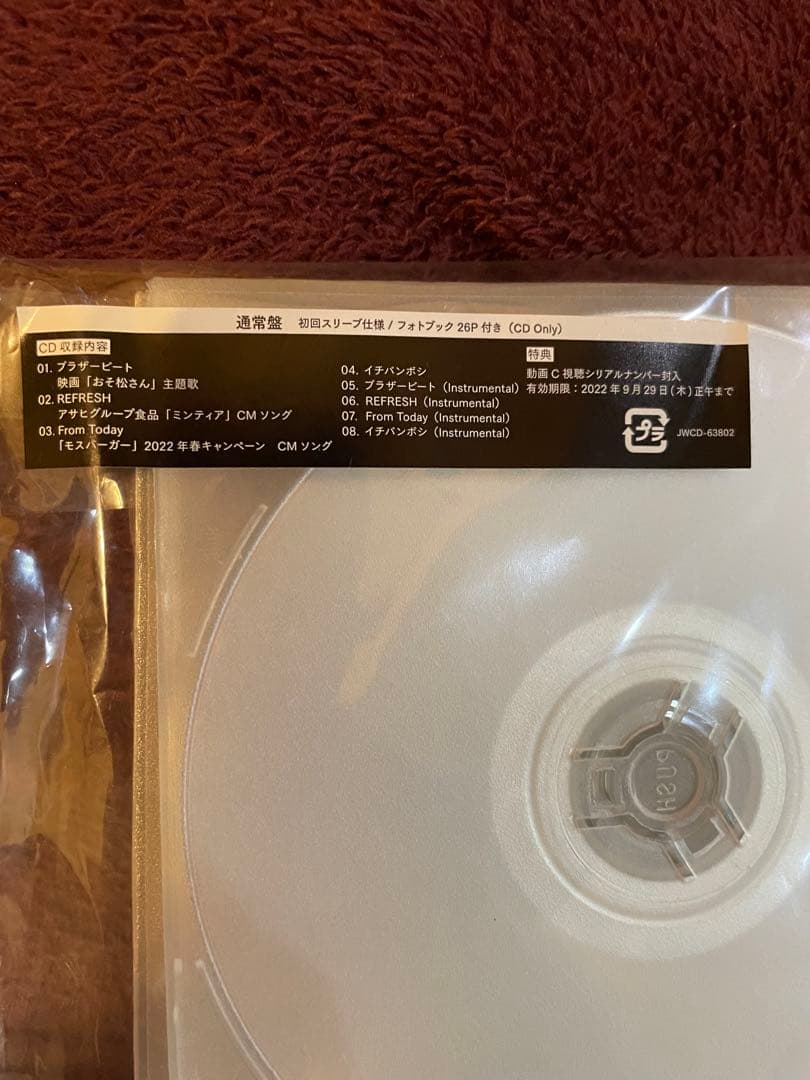 通常盤 初回スリーブ仕様 / フォトブック 26P 付き（CD Only）
CD 収録内容
01. ブラザービート
映画「おそ松さん」主題歌
02. REFRESH
アサヒグループ食品「ミンティア」CM ソング
03. From Today
「モスバーガー」2022 年春キャンペーン CM ソング
04. イチバンボシ
05. ブラザービート（Instrumental）
06. REFRESH（Instrumental）
07. From Today（Instrumental）
08. イチバンボシ（Instrumental）
特典
動画 C 視聴シリアルナンバー封入
有効期限：2022 年 9 月 29 日（木）正午まで
プラ
JWCD-63802
PUSH